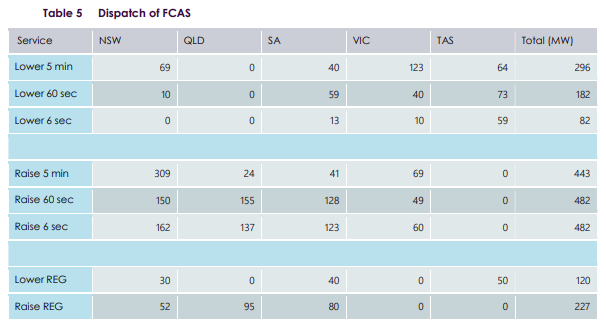 Table 5 Dispatch of FCAS
Service NSW QLD SA VIC TAS Total (MW)
Lower 5 min 69 0 40 123 64 296
Lower 60 sec 10 0 59 40 73 182
Lower 6 sec 0 0 13 10 59 82
Raise 5 min 309 24 41 69 0 443
Raise 60 sec 150 155 128 49 0 482
Raise 6 sec 162 137 123 60 0 482
Lower REG 30 0 40 0 50 120
Raise REG 52 95 80 0 0 227